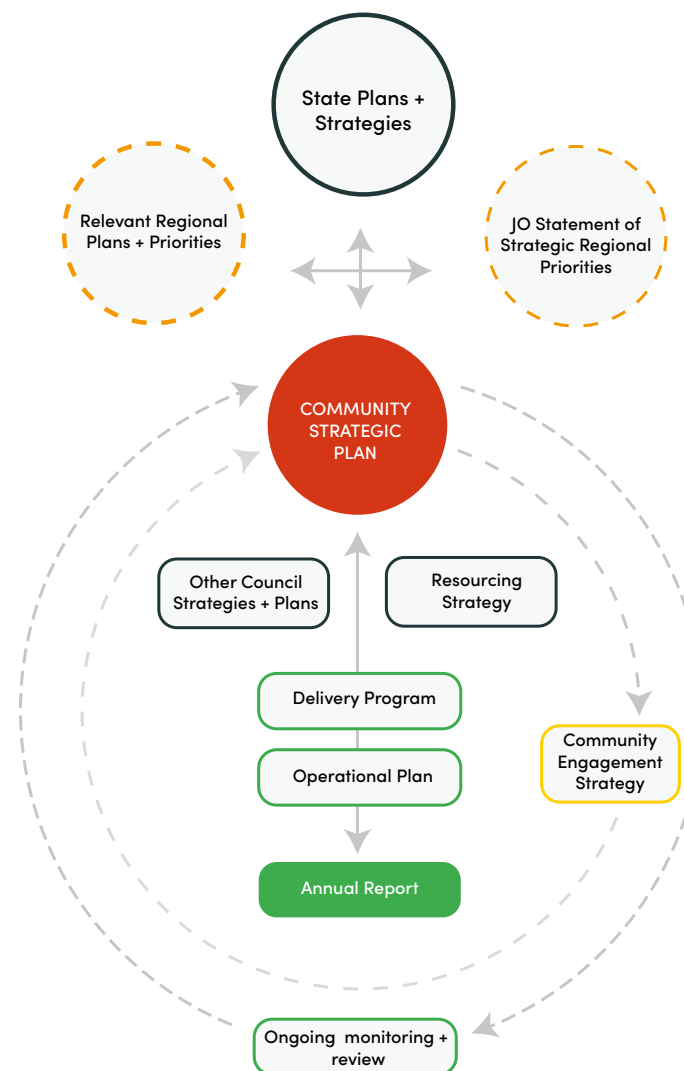 State Plans +
Strategies
Relevant Regional
Plans + Priorities
JO Statement of
Strategic Regional
Priorities
COMMUNITY
STRATEGIC
PLAN
Other Council
Strategies + Plans
Resourcing
Strategy
Delivery Program
Operational Plan
Community
Engagement
Strategy
Annual Report
Ongoing monitoring +
review